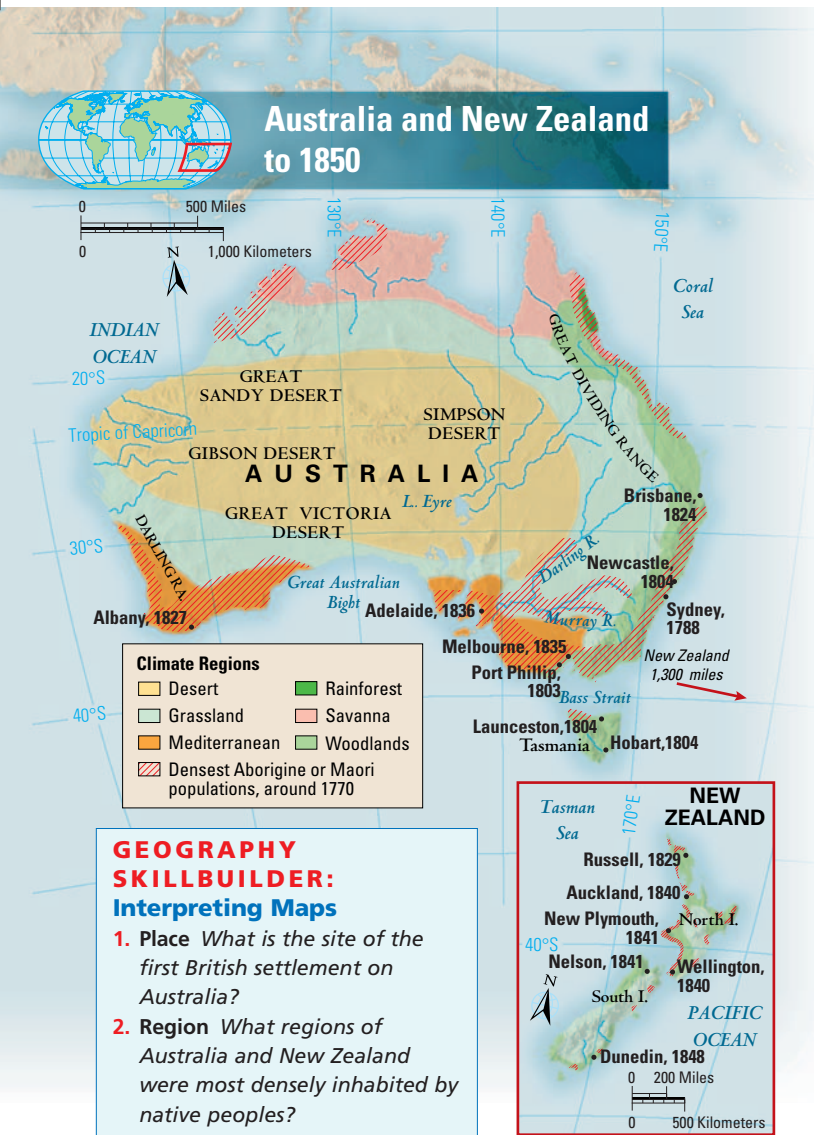 Australia and New Zealand
to 1850
0 500 Miles
0 1,000 Kilometers
N
130°E
140°E
150°E
Coral
Sea
INDIAN
OCEAN
20°S
GREAT
SANDY DESERT
GREAT DIVIDING RANGE
SIMPSON
DESERT
Tropic of Capricorn
GIBSON DESERT
AUSTRALIA
L. Eyre
Brisbane,
1824
GREAT VICTORIA
DESERT
DARLING RA.
30°S
Darling R.
Newcastle,
1804
Great Australian
Bight
Adelaide, 1836
Albany, 1827
Murray R.
Sydney,
1788
Melbourne, 1835
Port Phillip,
1803
New Zealand
1,300 miles
Bass Strait
40°S
Launceston,1804
Tasmania
Hobart,1804
Climate Regions
Desert
Rainforest
Grassland
Savanna
Mediterranean
Woodlands
Densest Aborigine or Maori
populations, around 1770
NEW
ZEALAND
Tasman
Sea
170°E
Russell, 1829
Auckland, 1840
New Plymouth,
1841
North I.
40°S
Nelson, 1841
Wellington,
1840
N
South I.
PACIFIC
OCEAN
Dunedin, 1848
0 200 Miles
0 500 Kilometers
GEOGRAPHY
SKILLBUILDER:
Interpreting Maps
1. Place What is the site of the
first British settlement on
Australia?
2. Region What regions of
Australia and New Zealand
were most densely inhabited by
native peoples?